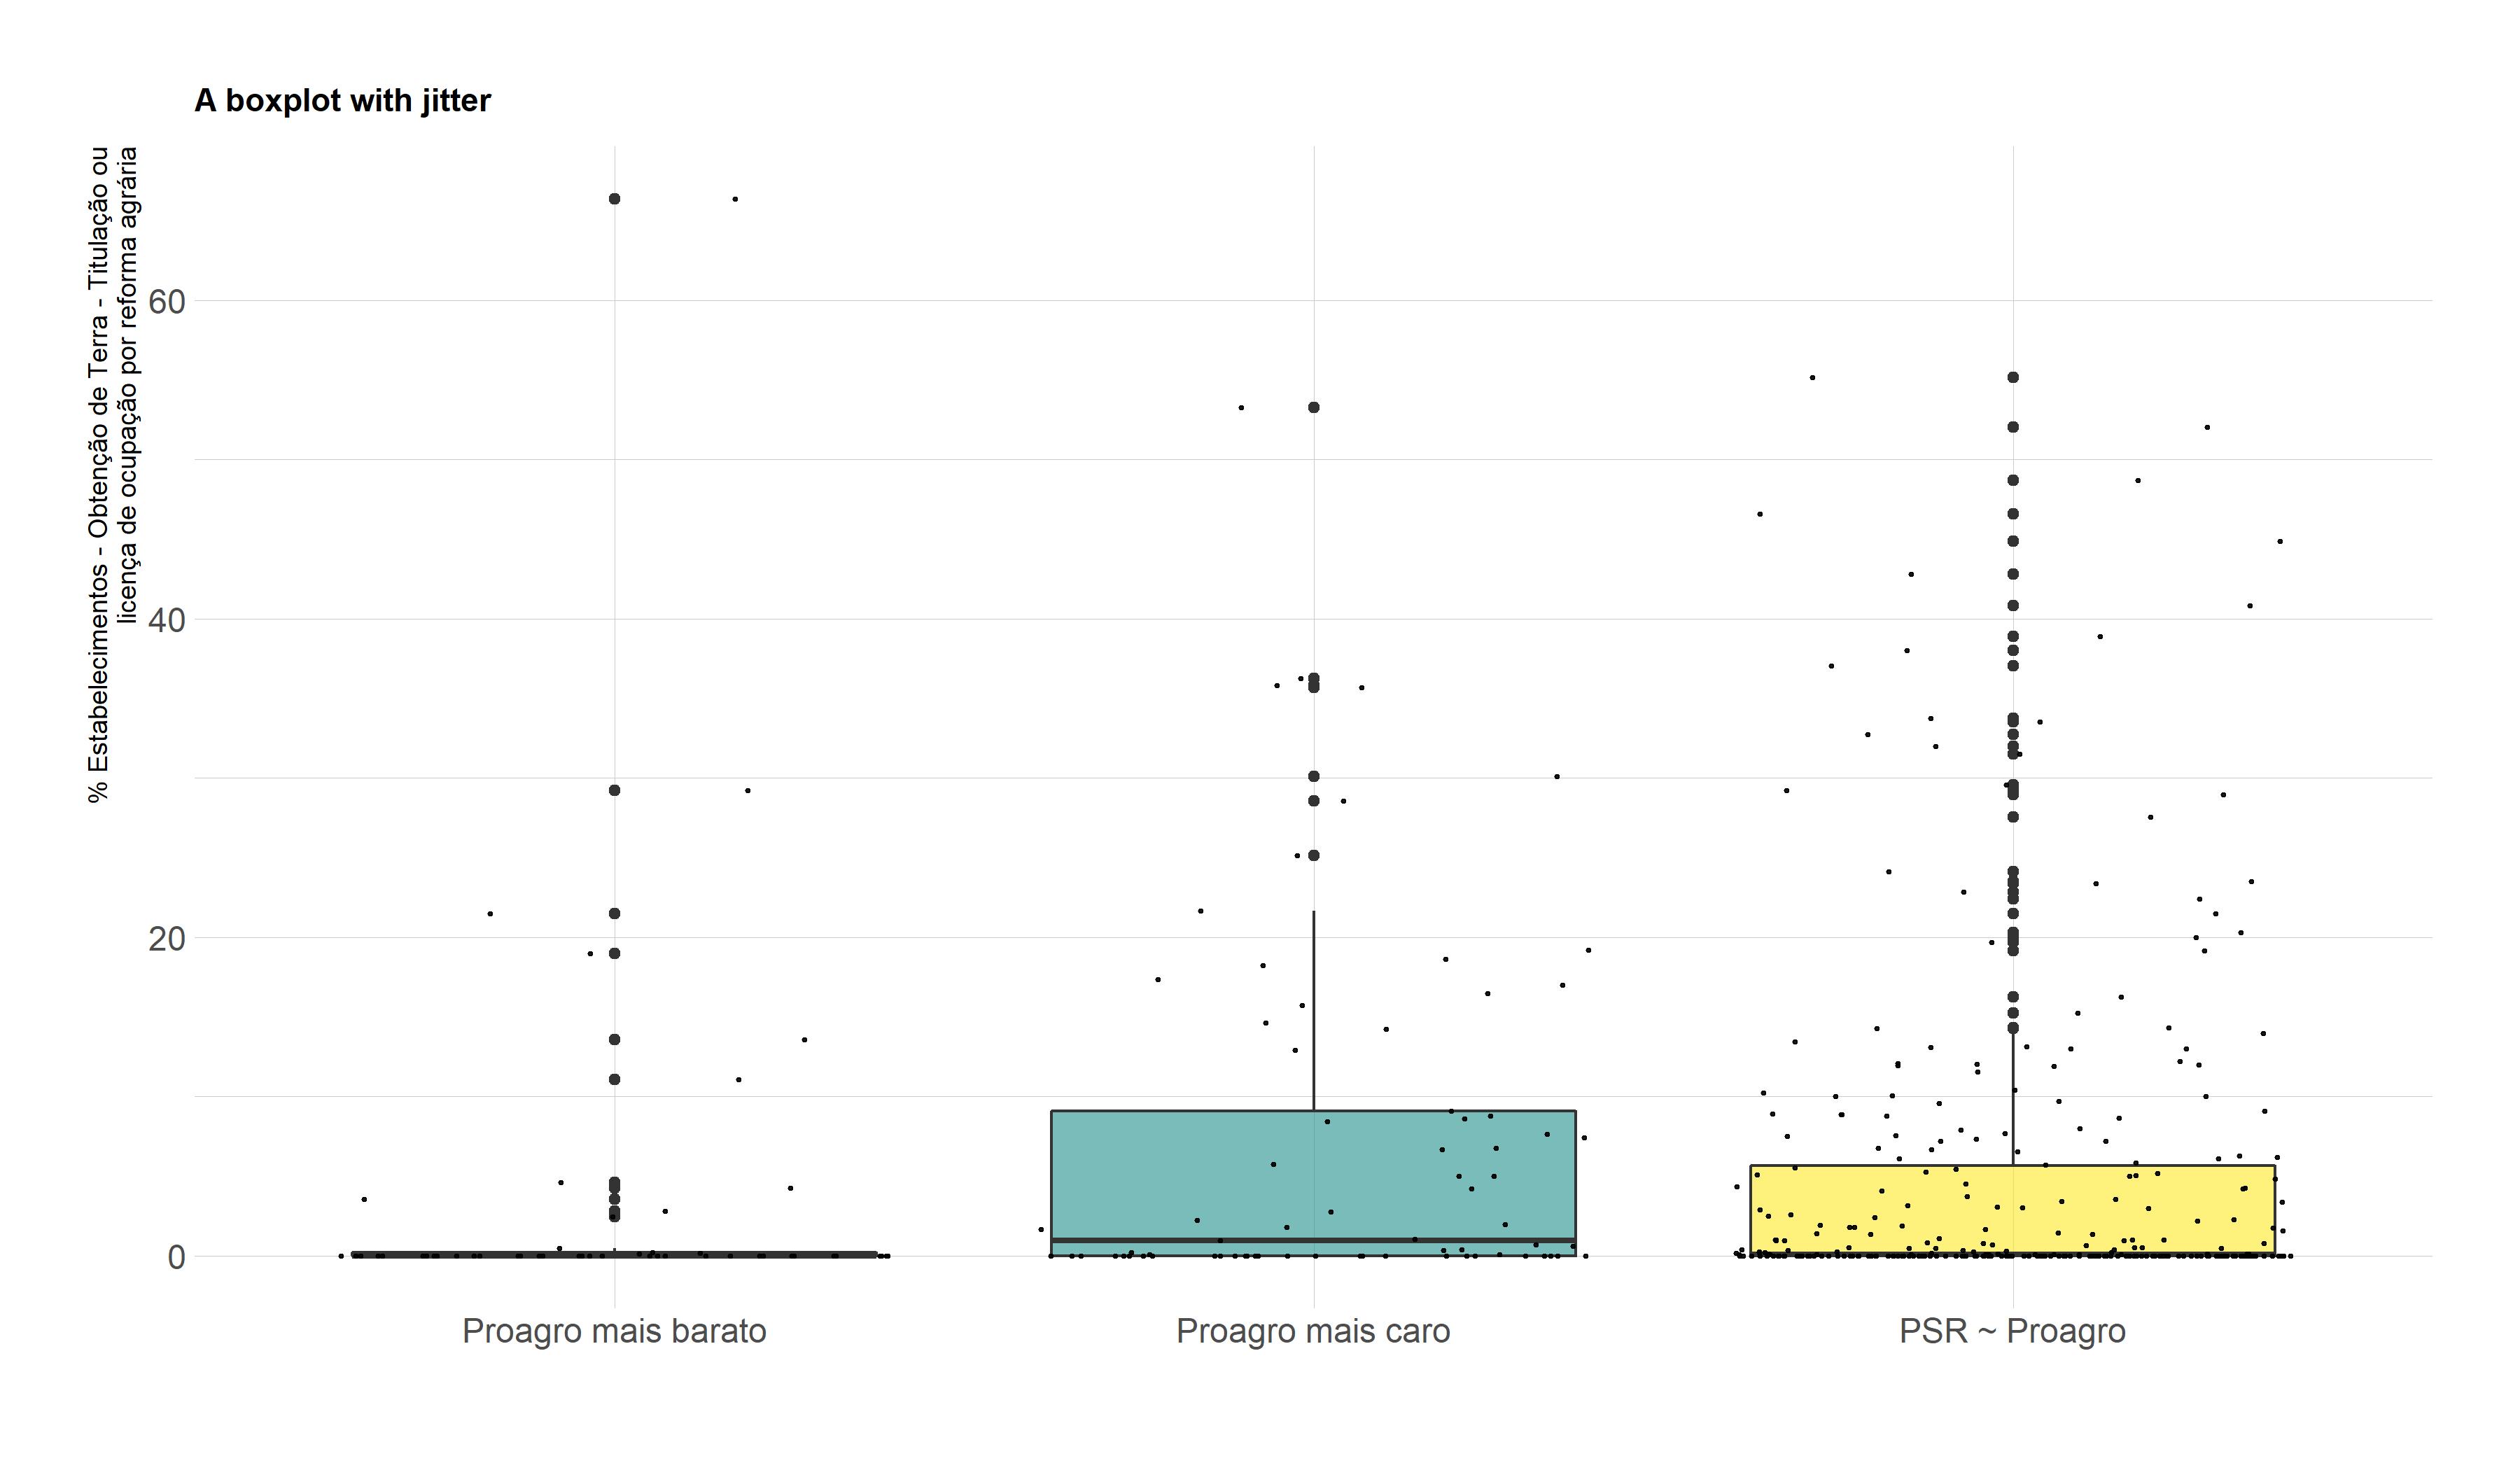 A boxplot with jitter
% Estabelecimentos - Obtenção de Terra - Titulação ou
licença de ocupação por reforma agrária
60
40
20
0
Proagro mais barato
Proagro mais caro
PSR ~ Proagro